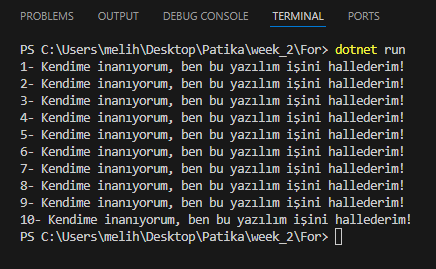 PROBLEMS OUTPUT DEBUG CONSOLE TERMINAL PORTS
PS C:\Users\melih\Desktop\Patika\week_2\For> dotnet run
1- Kendime inanıyorum, ben bu yazılım işini hallederim!
2- Kendime inanıyorum, ben bu yazılım işini hallederim!
3- Kendime inanıyorum, ben bu yazılım işini hallederim!
4- Kendime inanıyorum, ben bu yazılım işini hallederim!
5- Kendime inanıyorum, ben bu yazılım işini hallederim!
6- Kendime inanıyorum, ben bu yazılım işini hallederim!
7- Kendime inanıyorum, ben bu yazılım işini hallederim!
8- Kendime inanıyorum, ben bu yazılım işini hallederim!
9- Kendime inanıyorum, ben bu yazılım işini hallederim!
10- Kendime inanıyorum, ben bu yazılım işini hallederim!
PS C:\Users\melih\Desktop\Patika\week_2\For>